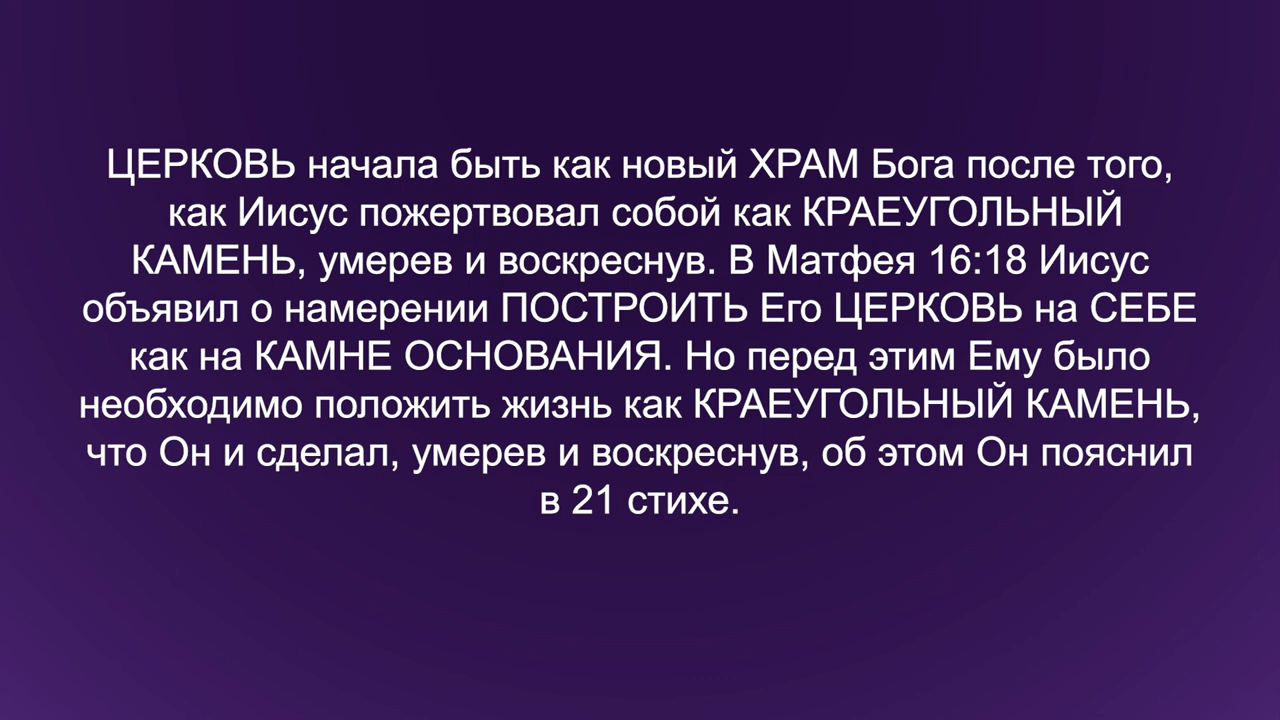 ЦЕРКОВЬ начала быть как новый ХРАМ Бога после того,
как Иисус пожертвовал собой как КРАЕУГОЛЬНЫЙ
КАМЕНЬ, умерев и воскреснув. В Матфея 16:18 Иисус
объявил о намерении ПОСТРОИТЬ Его ЦЕРКОВЬ на СЕБЕ
как на КАМНЕ ОСНОВАНИЯ. Но перед этим Ему было
необходимо положить жизнь как КРАЕУГОЛЬНЫЙ КАМЕНЬ,
что Он и сделал, умерев и воскреснув, об этом Он пояснил
в 21 стихе.